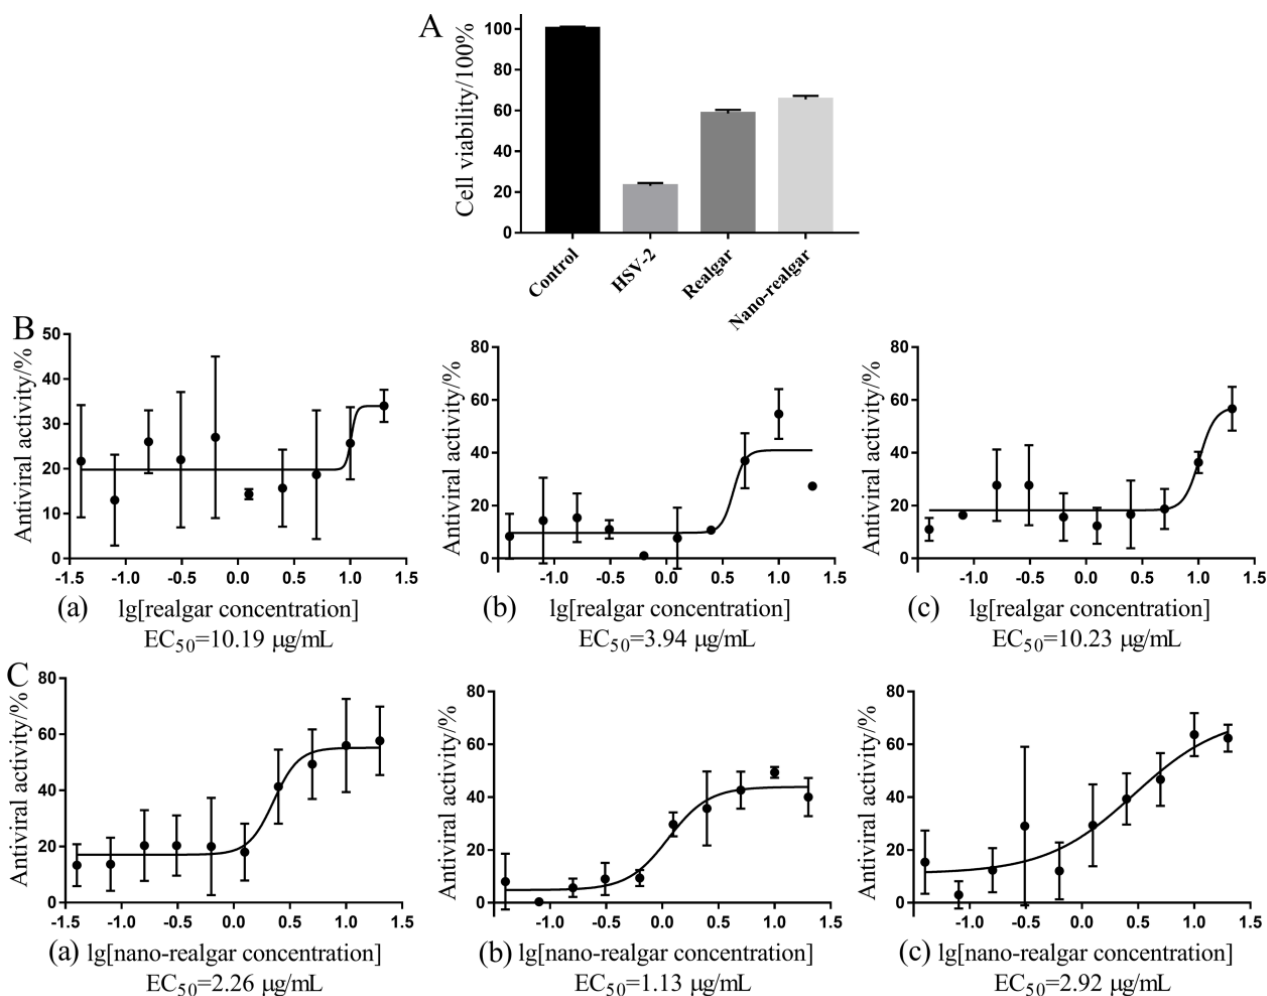 A
Cell viability/100%
100
80
60
40
20
0
Control
HSV-2
Realgar
Nano-realgar
B
Antiviral activity/%
50
40
30
20
10
0
-1.5 -1.0 -0.5 0.0 0.5 1.0 1.5
(a) lg[realgar concentration]
EC50=10.19 μg/mL
Antiviral activity/%
80
60
40
20
0
-1.0 -0.5 0.0 0.5 1.0 1.5
(b) lg[realgar concentration]
EC50=3.94 μg/mL
Antiviral activity/%
80
60
40
20
0
-1.0 -0.5 0.0 0.5 1.0 1.5
(c) lg[realgar concentration]
EC50=10.23 μg/mL
C
Antiviral activity/%
80
60
40
20
0
-1.5 -1.0 -0.5 0.0 0.5 1.0 1.5
(a) lg[nano-realgar concentration]
EC50=2.26 μg/mL
Antiviral activity/%
80
60
40
20
0
-1.0 -0.5 0.0 0.5 1.0 1.5
(b) lg[nano-realgar concentration]
EC50=1.13 μg/mL
Antiviral activity/%
80
60
40
20
0
-1.0 -0.5 0.0 0.5 1.0 1.5
(c) lg[nano-realgar concentration]
EC50=2.92 μg/mL